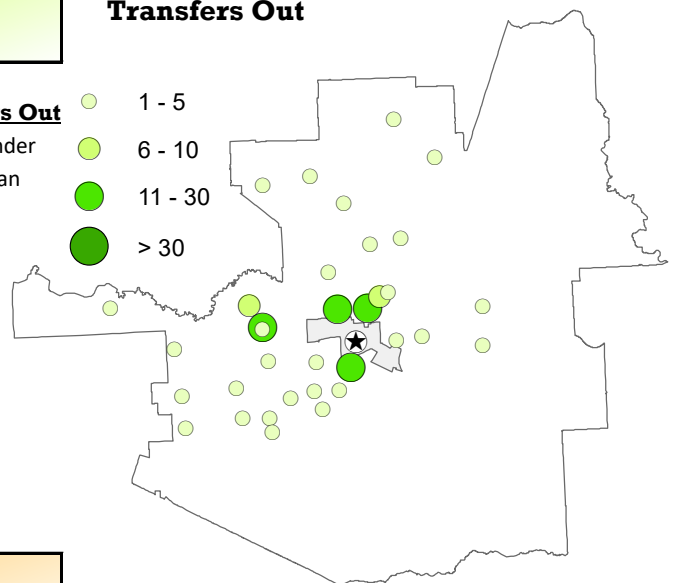 Transfers Out
s Out
nder
an
1 - 5
6 - 10
11 - 30
> 30